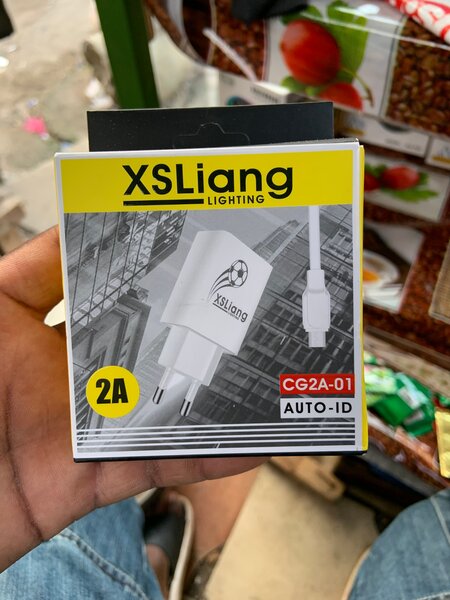 XSLiang
LIGHTING
XSLiang
2A
CG2A-01
AUTO-ID